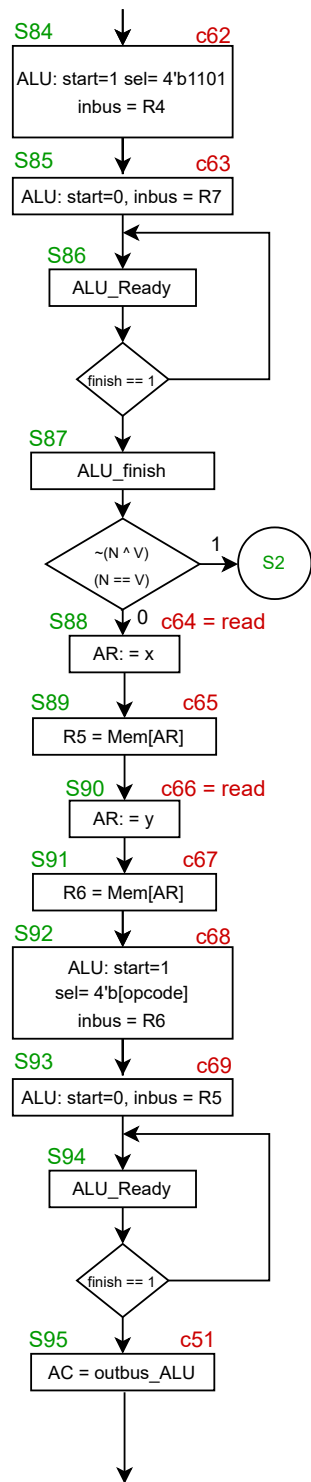 S84
c62
ALU: start=1 sel= 4'b1101
inbus = R4
S85
c63
ALU: start=0, inbus = R7
S86
ALU_Ready
finish == 1
S87
ALU_finish
~(N ^ V)
(N == V)
1
S2
0
S88
c64 = read
AR: = x
S89
c65
R5 = Mem[AR]
S90
c66 = read
AR: = y
S91
c67
R6 = Mem[AR]
S92
c68
ALU: start=1
sel= 4'b[opcode]
inbus = R6
S93
c69
ALU: start=0, inbus = R5
S94
ALU_Ready
finish == 1
S95
c51
AC = outbus_ALU